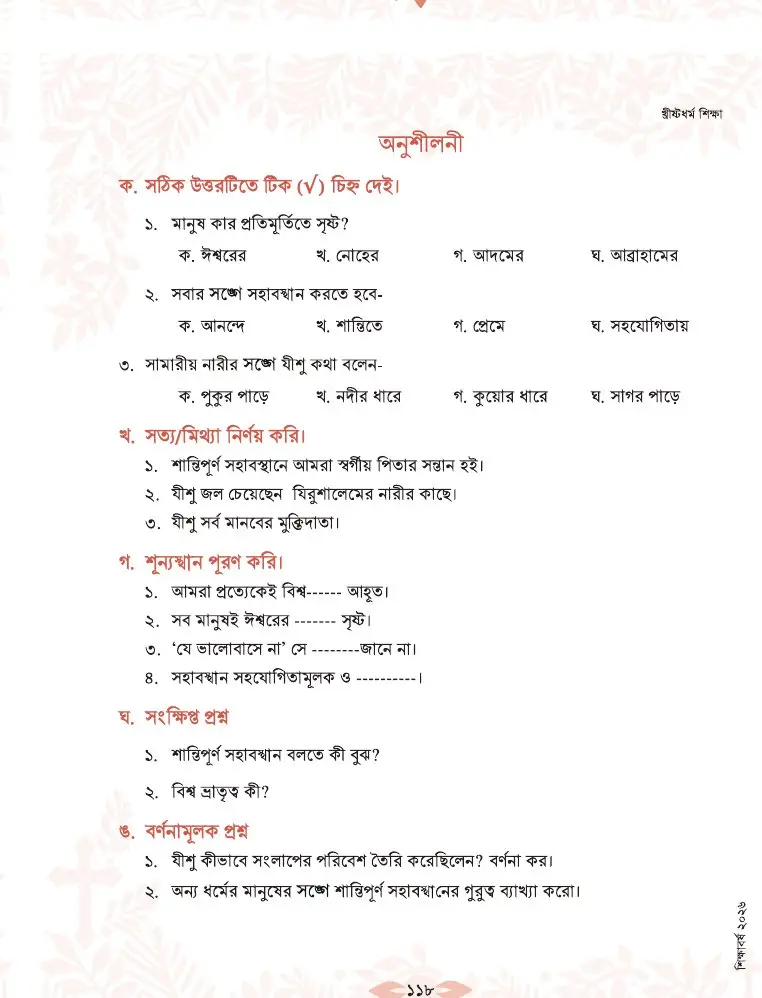 খ্রীষ্টধর্ম শিক্ষা
অনুশীলনী
ক. সঠিক উত্তরটিতে টিক (√) চিহ্ন দেই।
১. মানুষ কার প্রতিমূর্তিতে সৃষ্ট?
ক. ঈশ্বরের খ. নোহের গ. আদমের ঘ. আব্রাহামের
২. সবার সঙ্গে সহাবস্থান করতে হবে-
ক. আনন্দে খ. শান্তিতে গ. প্রেমে ঘ. সহযোগিতায়
৩. সামারীয় নারীর সঙ্গে যীশু কথা বলেন-
ক. পুকুর পাড়ে খ. নদীর ধারে গ. কুয়োর ধারে ঘ. সাগর পাড়ে
খ. সত্য/মিথ্যা নির্ণয় করি।
১. শান্তিপূর্ণ সহাবস্থানে আমরা স্বর্গীয় পিতার সন্তান হই।
২. যীশু জল চেয়েছেন যিরুশালেমের নারীর কাছে।
৩. যীশু সর্ব মানবের মুক্তিদাতা।
গ. শূন্যস্থান পূরণ করি।
১. আমরা প্রত্যেকেই বিশ্ব------ আহূত।
২. সব মানুষই ঈশ্বরের ------- সৃষ্ট।
৩. ‘যে ভালোবাসে না’ সে --------জানে না।
৪. সহাবস্থান সহযোগিতামূলক ও ----------।
ঘ. সংক্ষিপ্ত প্রশ্ন
১. শান্তিপূর্ণ সহাবস্থান বলতে কী বুঝ?
২. বিশ্ব ভ্রাতৃত্ব কী?
ঙ. বর্ণনামূলক প্রশ্ন
১. যীশু কীভাবে সংলাপের পরিবেশ তৈরি করেছিলেন? বর্ণনা কর।
২. অন্য ধর্মের মানুষের সঙ্গে শান্তিপূর্ণ সহাবস্থানের গুরুত্ব ব্যাখ্যা করো।
শিক্ষাবর্ষ ২০২৬
১১৮